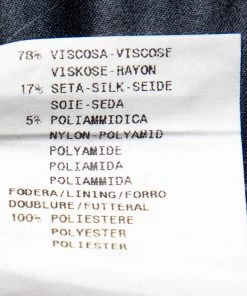 78% VISCOSA-VISCOSE
VISKOSE-RAYON
17% SETA-SILK-SEIDE
SOIE-SEDA
5% POLIAMMIDICA
NYLON-POLYAMID
POLYAMIDE
POLIAMIDA
POLIAMMIDA
FODERA/LINING/FORRO
DOUBLURE/FUTTERAL
100% POLIESTERE
POLYESTER
POLIESTER